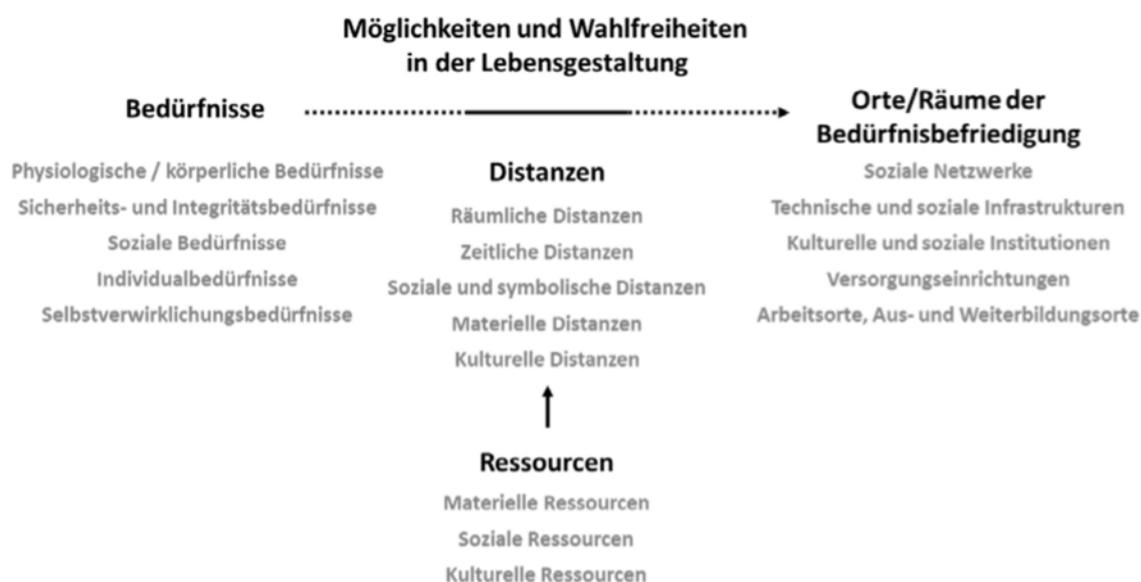 Möglichkeiten und Wahlfreiheiten
in der Lebensgestaltung
Bedürfnisse
Physiologische / körperliche Bedürfnisse
Sicherheits- und Integritätsbedürfnisse
Soziale Bedürfnisse
Individualbedürfnisse
Selbstverwirklichungsbedürfnisse
Distanzen
Räumliche Distanzen
Zeitliche Distanzen
Soziale und symbolische Distanzen
Materielle Distanzen
Kulturelle Distanzen
Orte/Räume der
Bedürfnisbefriedigung
Soziale Netzwerke
Technische und soziale Infrastrukturen
Kulturelle und soziale Institutionen
Versorgungseinrichtungen
Arbeitsorte, Aus- und Weiterbildungsorte
Ressourcen
Materielle Ressourcen
Soziale Ressourcen
Kulturelle Ressourcen